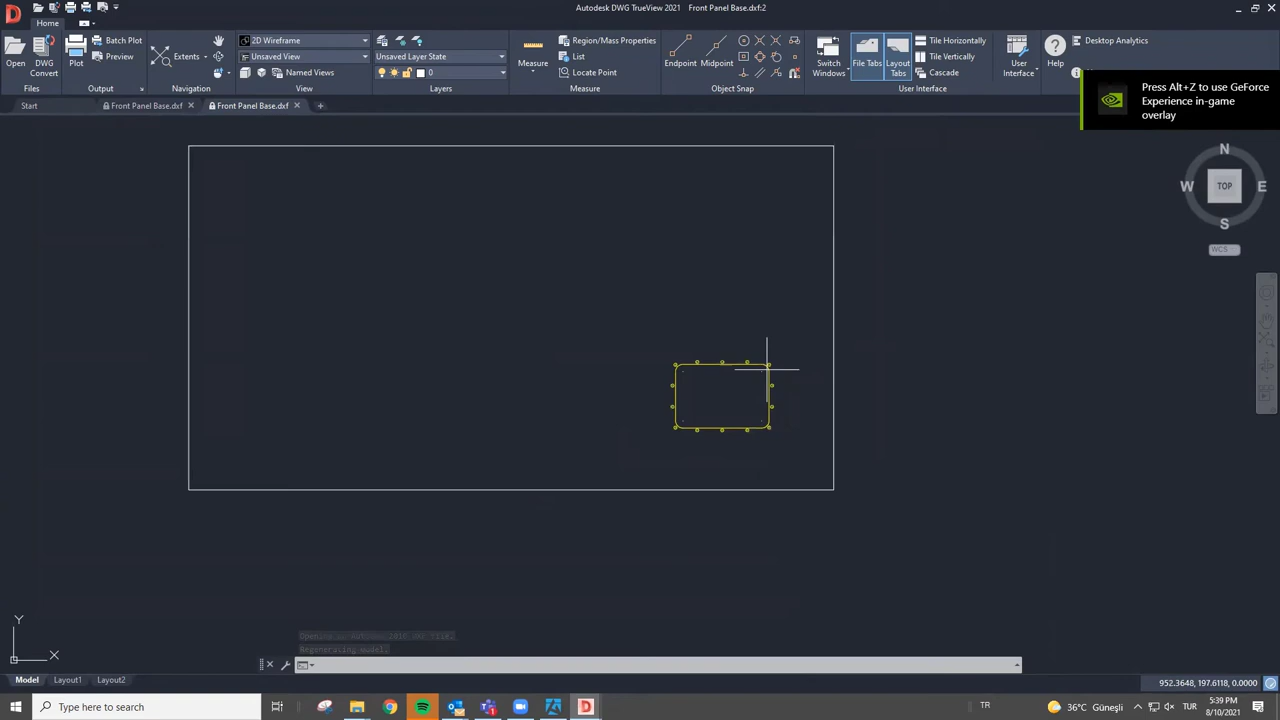 Autodesk DWG TrueView 2021 Front Panel Base.dxf:2
Home
Open
DWG
Convert
Files
Plot
Batch Plot
Preview
Output
Extents
Navigation
2D Wireframe
Unsaved View
Named Views
View
Unsaved Layer State
0
Layers
Measure
Region/Mass Properties
List
Locate Point
Measure
Endpoint
Midpoint
Object Snap
Switch
Windows
File Tabs
Layout
Tabs
Tile Horizontally
Tile Vertically
Cascade
User Interface
User
Interface
Help
Desktop Analytics
Press Alt+Z to use GeForce
Experience in-game
overlay
Start
Front Panel Base.dxf
Front Panel Base.dxf
N
W
TOP
E
S
WCS
Y
X
Regenerating model.
Model
Layout1
Layout2
952.3648, 197.6118, 0.0000
Type here to search
36°C Güneşli
TUR
TR
5:39 PM
8/10/2021